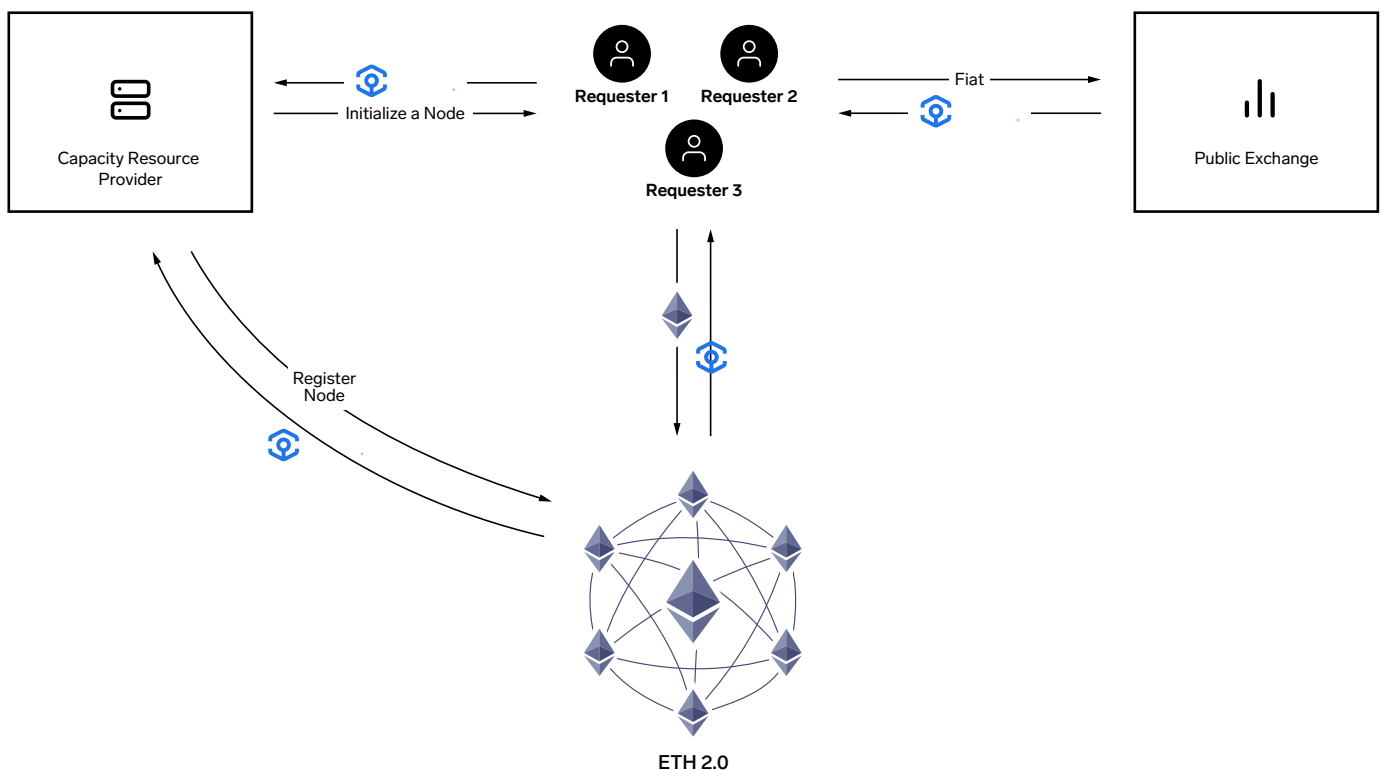 Requester 1
Requester 2
Requester 3
Fiat
Initialize a Node
Capacity Resource
Provider
Public Exchange
Register
Node
ETH 2.0